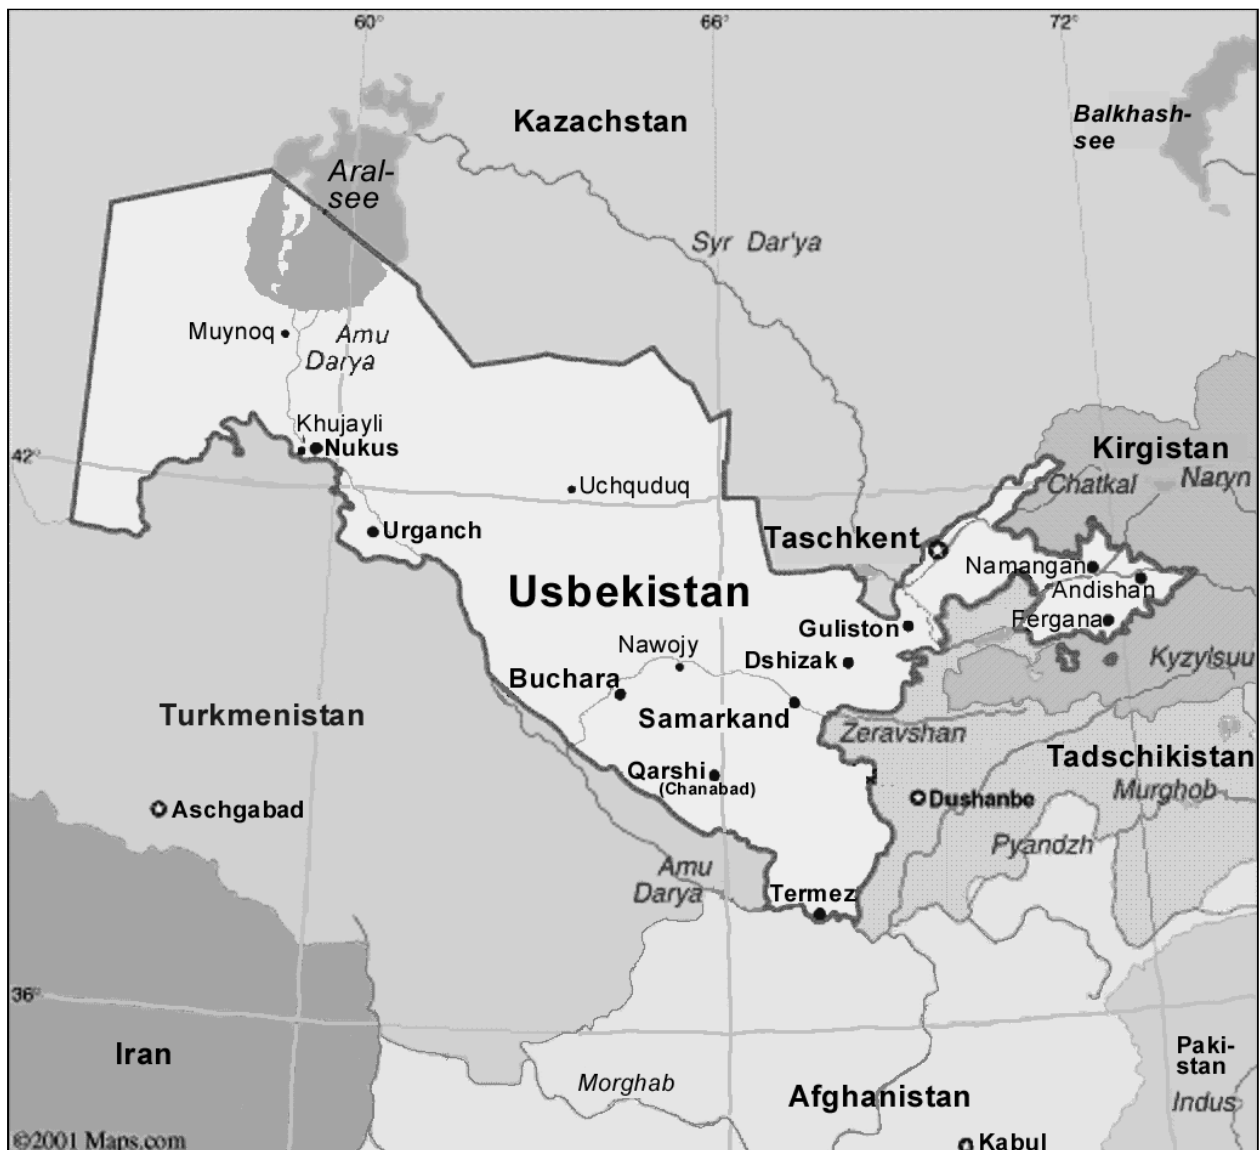 60°
66°
72°
Kazachstan
Balkhash-
see
Aral-
see
Syr Dar'ya
Muynoq
Amu
Darya
Khujayli
Nukus
42°
Kirgistan
Chatkal
Naryn
Uchquduq
Urganch
Taschkent
Namangan
Andishan
Fergana
Usbekistan
Guliston
Nawojy
Dshizak
Kyzylsuu
Buchara
Samarkand
Turkmenistan
Zeravshan
Tadschikistan
Qarshi
(Chanabad)
Murghob
Aschgabad
Dushanbe
Pyandzh
Amu
Darya
Termez
36°
Iran
Paki-
stan
Morghab
Afghanistan
Indus
©2001 Maps.com
Kabul